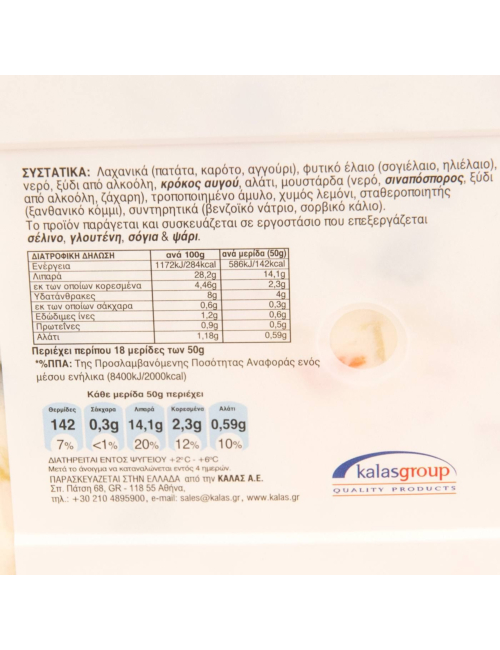 ΣΥΣΤΑΤΙΚΑ: Λαχανικά (πατάτα, καρότο, αγγούρι), φυτικό έλαιο (σογιέλαιο, ηλιέλαιο),
νερό, ξύδι από αλκοόλη, κρόκος αυγού, αλάτι, μουστάρδα (νερό, σιναπόσπορος, ξύδι
από αλκοόλη, ζάχαρη), τροποποιημένο άμυλο, χυμός λεμόνι, σταθεροποιητής
(ξανθανικό κόμμι), συντηρητικά (βενζοϊκό νάτριο, σορβικό κάλιο).
Το προϊόν παράγεται και συσκευάζεται σε εργοστάσιο που επεξεργάζεται
σέλινο, γλουτένη, σόγια & ψάρι.
ΔΙΑΤΡΟΦΙΚΗ ΔΗΛΩΣΗ ανά 100g ανά μερίδα (50g)
Ενέργεια 1172kJ/284kcal 586kJ/142kcal
Λιπαρά 28,2g 14,1g
εκ των οποίων κορεσμένα 4,46g 2,3g
Υδατάνθρακες 8g 4g
εκ των οποίων σάκχαρα 0,6g 0,3g
Εδώδιμες ίνες 1,2g 0,6g
Πρωτεΐνες 0,9g 0,5g
Αλάτι 1,18g 0,59g
Περιέχει περίπου 18 μερίδες των 50g
*%ΠΠΑ: Της Προσλαμβανόμενης Ποσότητας Αναφοράς ενός
μέσου ενήλικα (8400kJ/2000kcal)
Κάθε μερίδα 50g περιέχει
Θερμίδες Σάκχαρα Λιπαρά Κορεσμένα Αλάτι
142 0,3g 14,1g 2,3g 0,59g
7% <1% 20% 12% 10%
ΔΙΑΤΗΡΕΙΤΑΙ ΕΝΤΟΣ ΨΥΓΕΙΟΥ +2°C - +6°C
Μετά το άνοιγμα να καταναλώνεται εντός 4 ημερών
ΠΑΡΑΣΚΕΥΑΖΕΤΑΙ ΣΤΗΝ ΕΛΛΑΔΑ από την ΚΑΛΑΣ Α.Ε.
Σπ. Πάτση 68, GR - 118 55 Αθήνα,
τηλ.: + 30 210 4895900, e-mail: sales@kalas.gr, www.kalas.gr
kalasgroup
QUALITY PRODUCTS